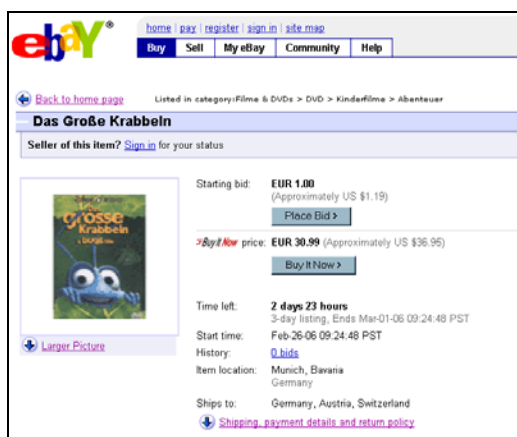 ebaY®
home | pay | register | sign in | site map
Buy Sell My eBay Community Help
Back to home page Listed in category:Filme & DVDs > DVD > Kinderfilme > Abenteuer
Das Große Krabbeln
Seller of this item? Sign in for your status
Das
grosse
Krabbeln
Starting bid: EUR 1.00
(Approximately US $1.19)
Place Bid >
Buy It Now price: EUR 30.99 (Approximately US $36.95)
Buy It Now >
Time left: 2 days 23 hours
3-day listing, Ends Mar-01-06 09:24:48 PST
Start time: Feb-26-06 09:24:48 PST
History: 0 bids
Item location: Munich, Bavaria
Germany
Ships to: Germany, Austria, Switzerland
Shipping, payment details and return policy
Larger Picture